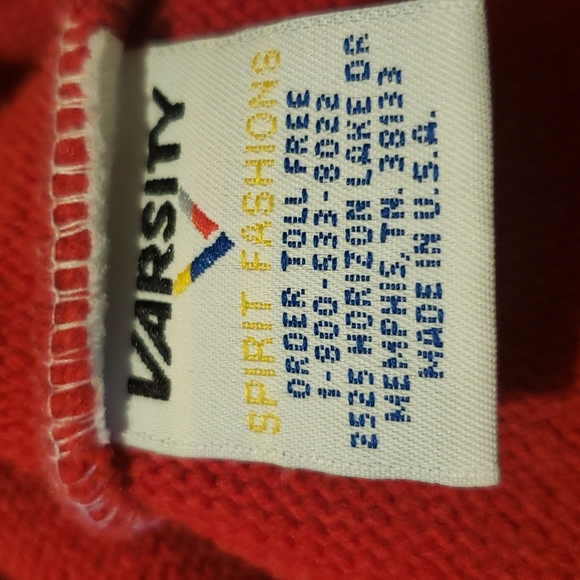 VARSITY
SPIRIT FASHIONS
ORDER TOLL FREE
1-800-533-8022
2525 HORIZON LAKE DR
MEMPHIS, TN. 38133
MADE IN U.S.A.